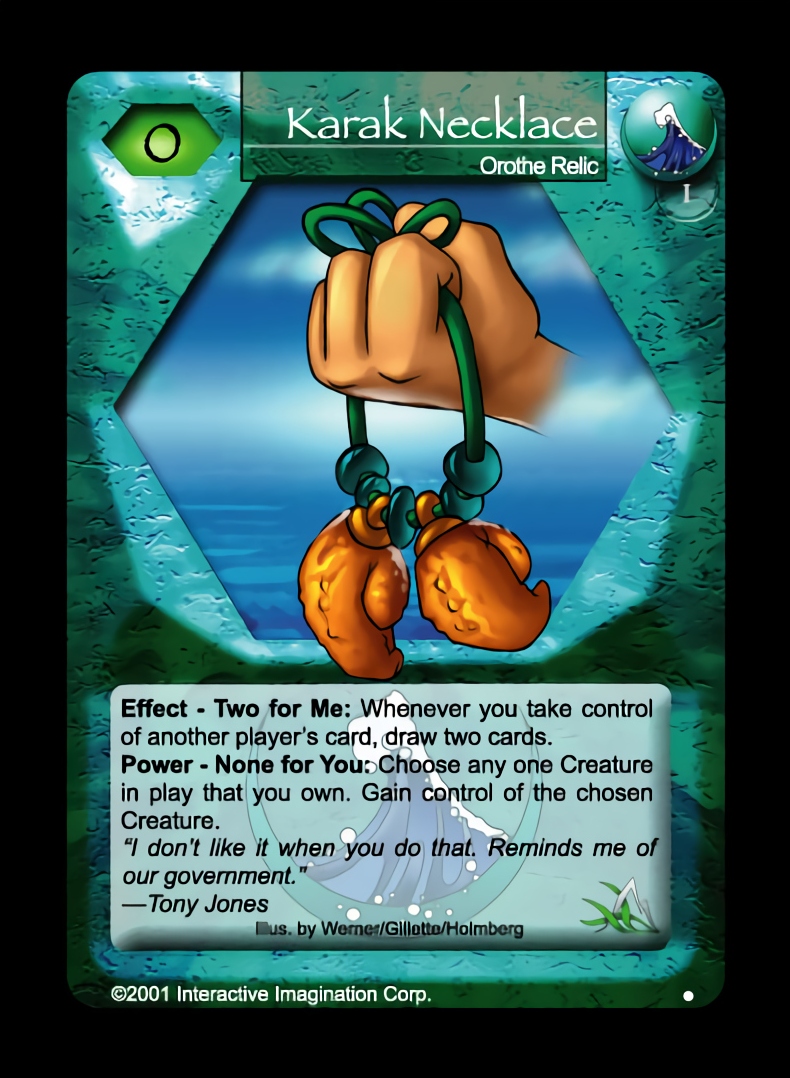 Karak Necklace
0
Orothe Relic
I
Effect - Two for Me: Whenever you take control
of another player's card, draw two cards.
Power - None for You: Choose any one Creature
in play that you own. Gain control of the chosen
Creature.
"I don't like it when you do that. Reminds me of
our government."
—Tony Jones
Illus. by Werner/Gillotte/Holmberg
©2001 Interactive Imagination Corp.